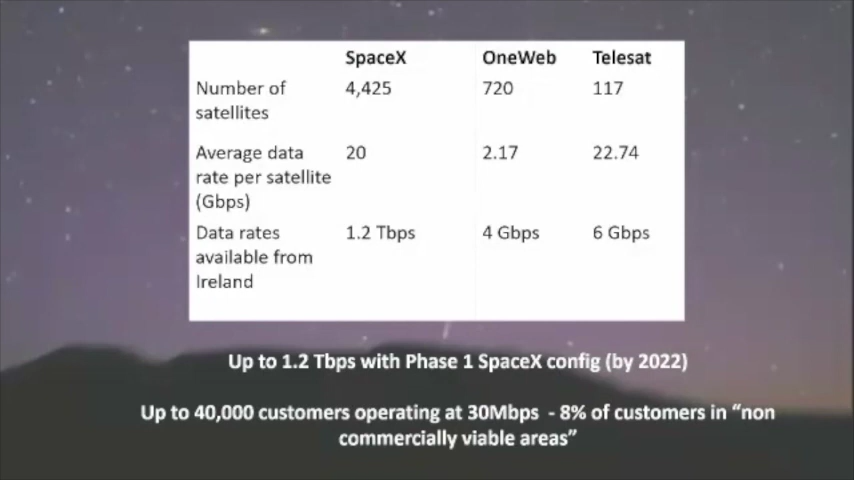 SpaceX OneWeb Telesat
Number of 4,425 720 117
satellites
Average data 20 2.17 22.74
rate per satellite
(Gbps)
Data rates 1.2 Tbps 4 Gbps 6 Gbps
available from
Ireland
Up to 1.2 Tbps with Phase 1 SpaceX config (by 2022)
Up to 40,000 customers operating at 30Mbps - 8% of customers in “non
commercially viable areas”